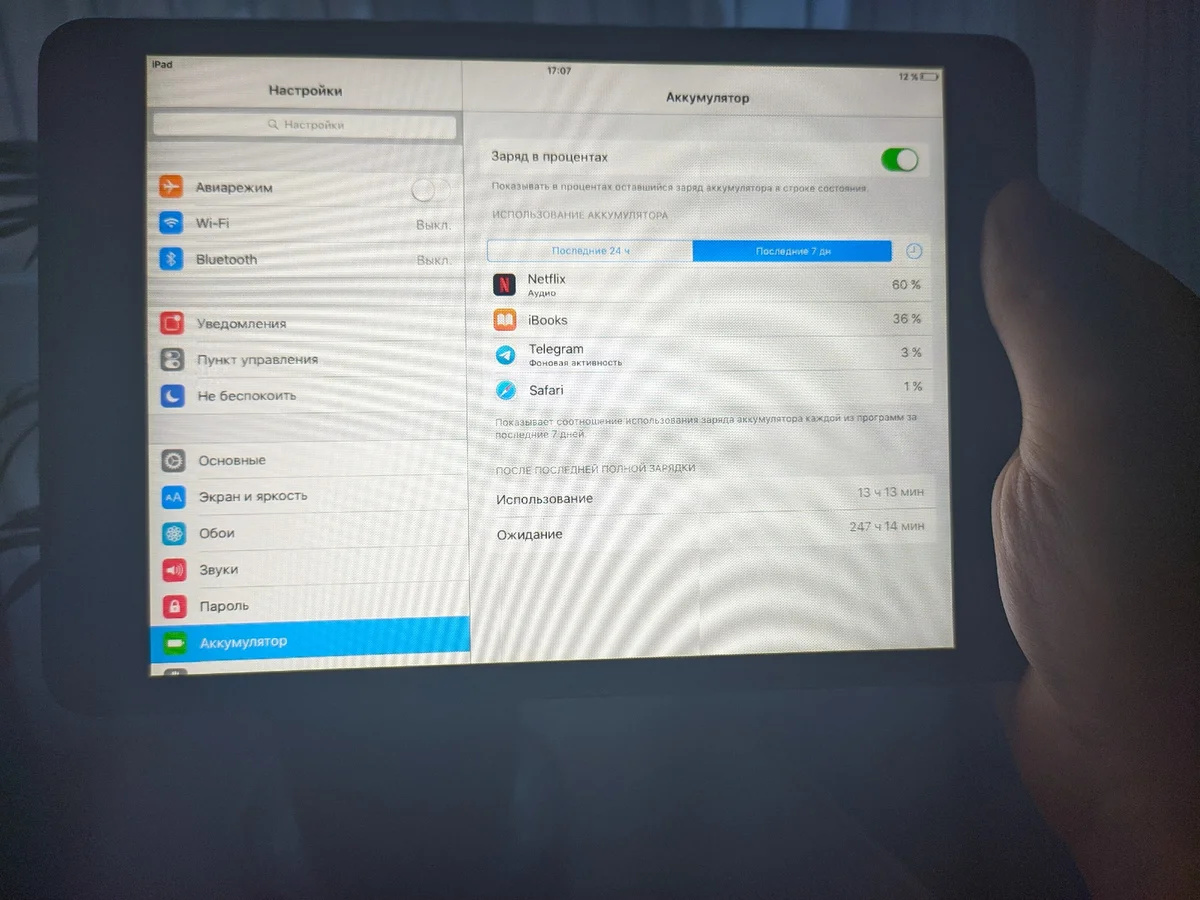 iPad
17:07
12 %
Настройки
Аккумулятор
Настройки
Авиарежим
Wi-Fi
Выкл.
Bluetooth
Выкл.
Уведомления
Пункт управления
Не беспокоить
Основные
AA
Экран и яркость
Обои
Звуки
Пароль
Аккумулятор
Заряд в процентах
Показывать в процентах оставшийся заряд аккумулятора в строке состояния.
ИСПОЛЬЗОВАНИЕ АККУМУЛЯТОРА
Последние 24 ч
Последние 7 дн
N
Netflix
60 %
Аудио
iBooks
36 %
Telegram
3 %
Фоновая активность
Safari
1 %
Показывает соотношение использования заряда аккумулятора каждой из программ за
последние 7 дней.
ПОСЛЕ ПОСЛЕДНЕЙ ПОЛНОЙ ЗАРЯДКИ
Использование
13 ч 13 мин
Ожидание
247 ч 14 мин